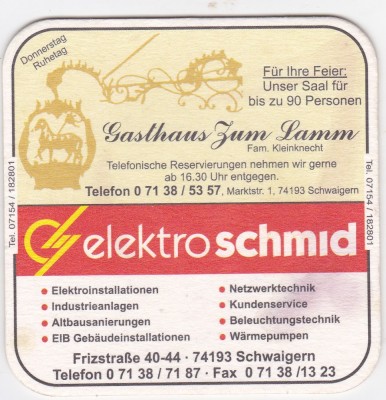 Donnerstag
Ruhetag
Für Ihre Feier:
Unser Saal für
bis zu 90 Personen
Gasthaus Zum Lamm
Fam. Kleinknecht
Telefonische Reservierungen nehmen wir gerne
ab 16.30 Uhr entgegen.
Telefon 0 71 38 / 53 57, Marktstr. 1, 74193 Schwaigern
Tel. 07154 / 182801
Tel. 07154 / 182801
elektroschmid
• Elektroinstallationen
• Industrieanlagen
• Altbausanierungen
• EIB Gebäudeinstallationen
• Netzwerktechnik
• Kundenservice
• Beleuchtungstechnik
• Wärmepumpen
Frizstraße 40-44 · 74193 Schwaigern
Telefon 0 71 38 / 71 87 · Fax 0 71 38 /13 23